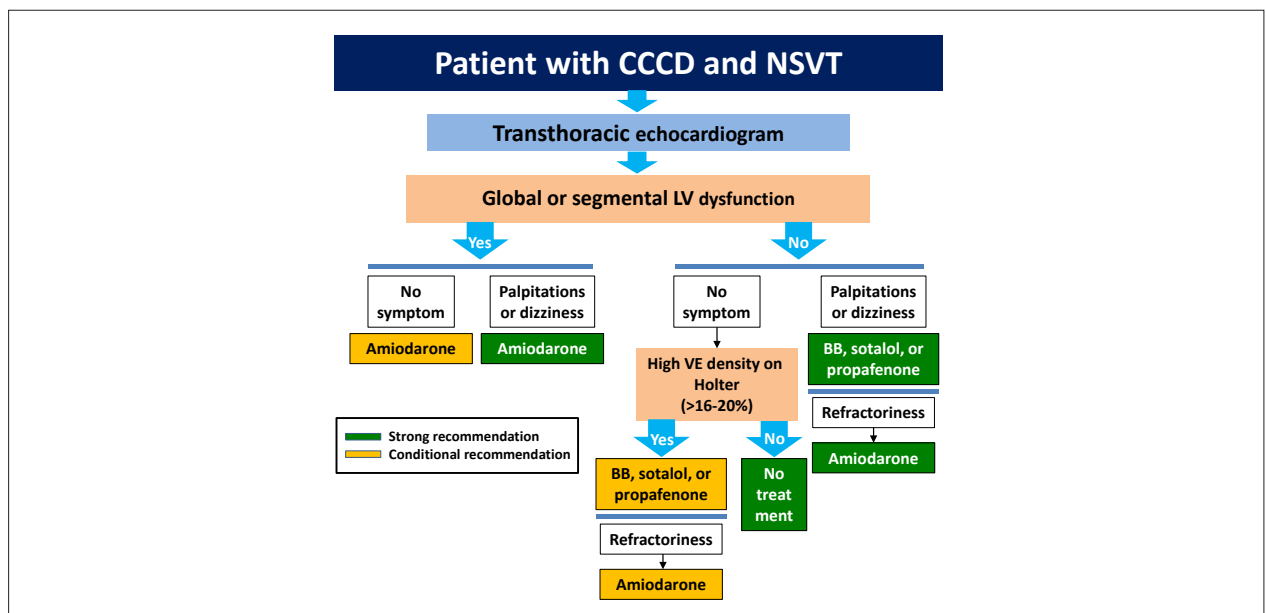 Patient with CCCD and NSVT
Transthoracic echocardiogram
Global or segmental LV dysfunction
Yes
No
No
symptom
Palpitations
or dizziness
No
symptom
Palpitations
or dizziness
Amiodarone
Amiodarone
BB, sotalol, or
propafenone
High VE density on
Holter
(>16-20%)
Refractoriness
Strong recommendation
Conditional recommendation
Yes
No
Amiodarone
BB, sotalol, or
propafenone
No
treat
ment
Refractoriness
Amiodarone